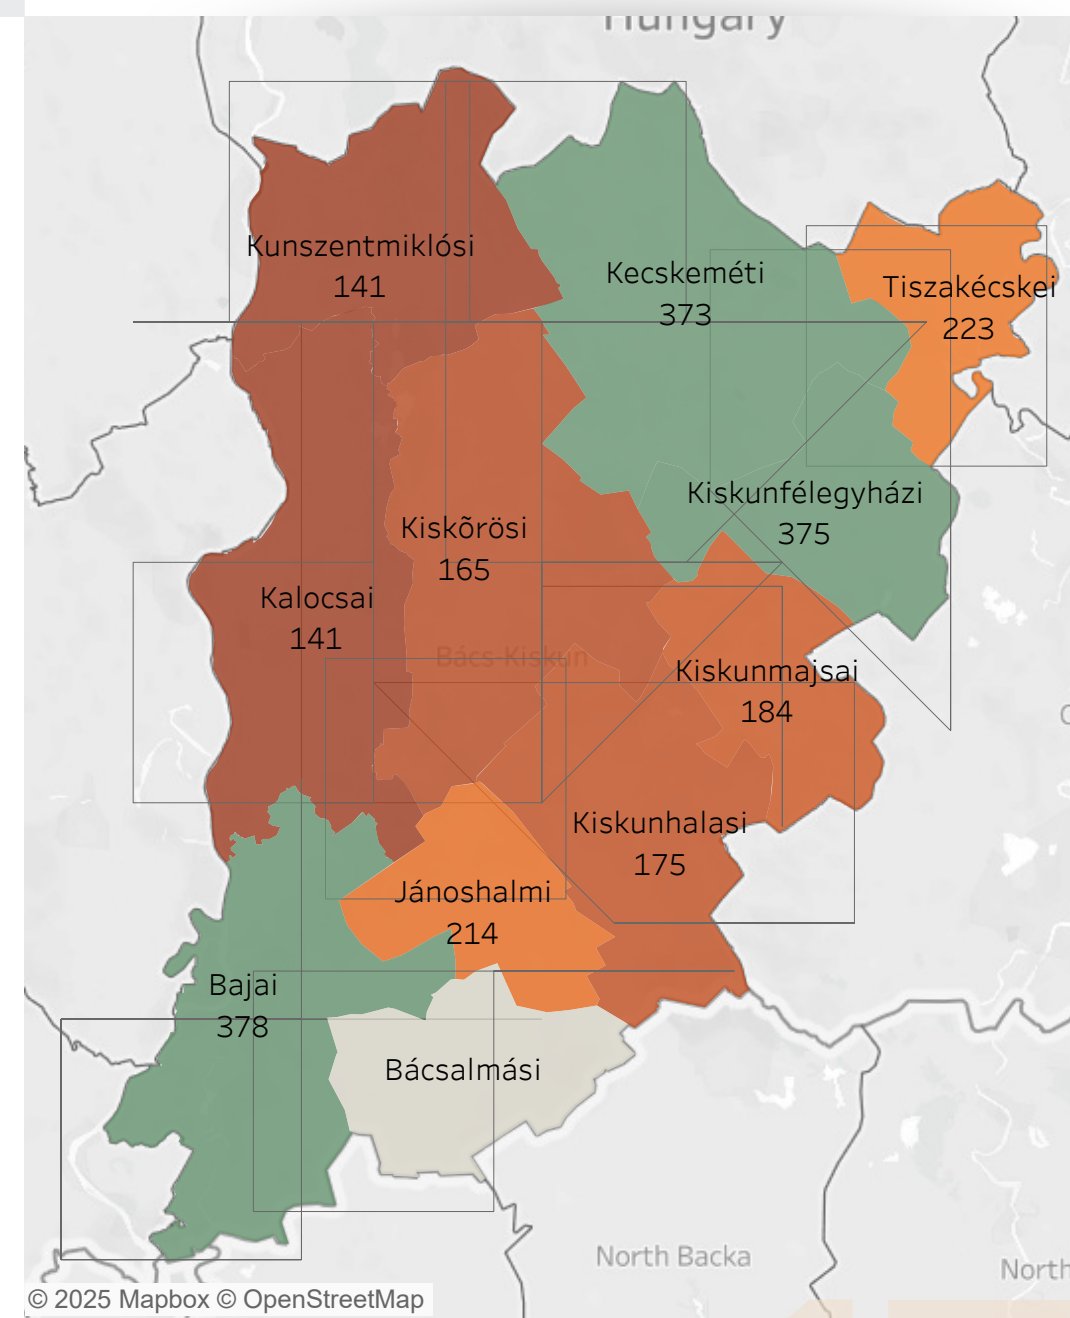 Hungary
Kunszentmiklósi
141
Kecskeméti
373
Tiszakécskei
223
Kiskunfélegyházi
375
Kiskõrösi
165
Kalocsai
141
Bács-Kiskun
Kiskunmajsai
184
Kiskunhalasi
175
Jánoshalmi
214
Bajai
378
Bácsalmási
North Backa
North
© 2025 Mapbox © OpenStreetMap